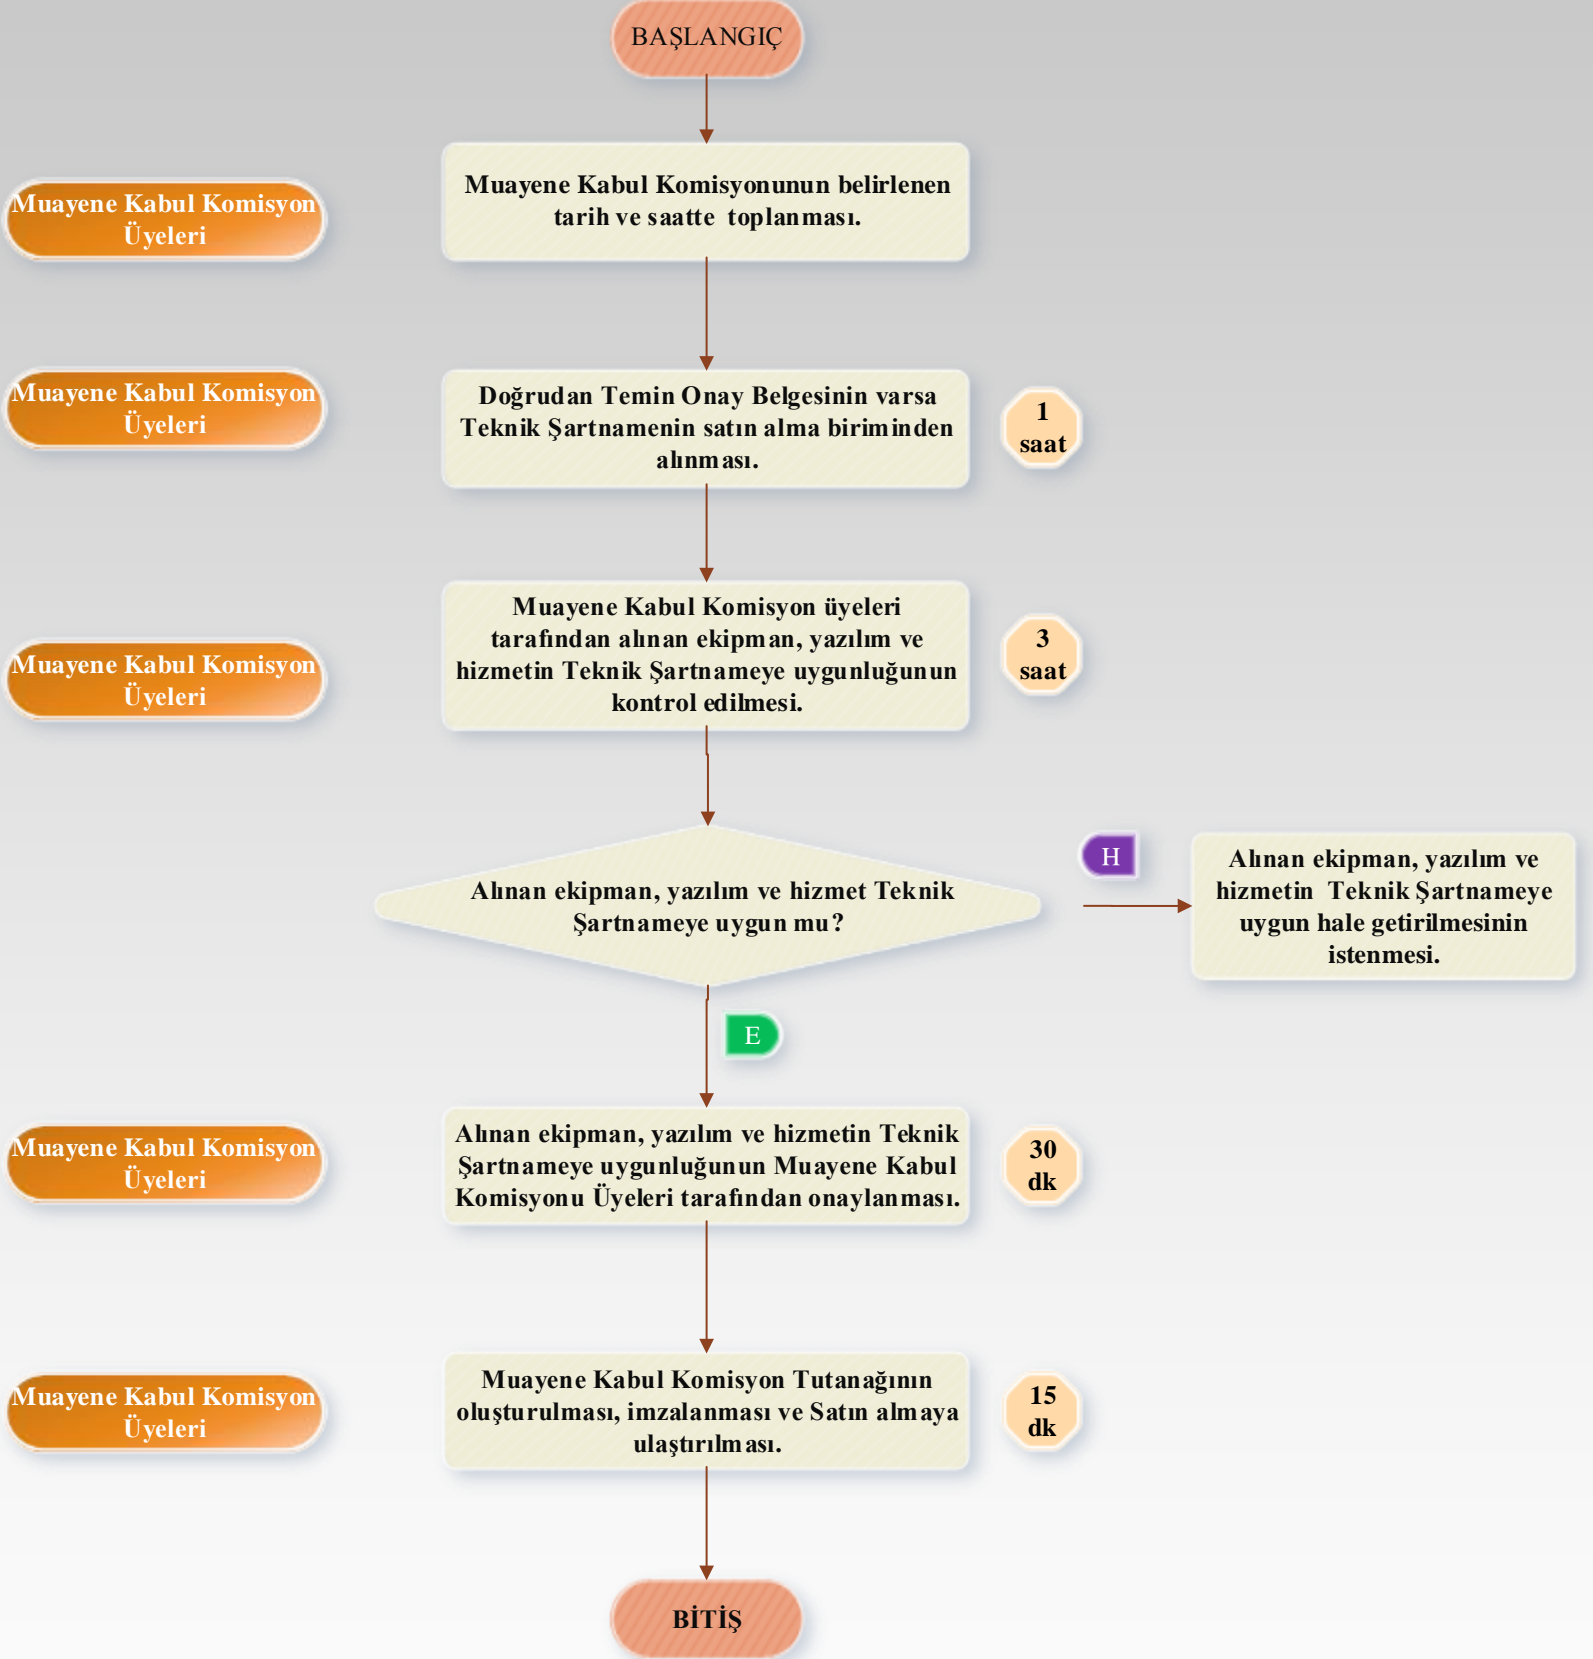 BAŞLANGIÇ
Muayene Kabul Komisyon
Üyeleri
Muayene Kabul Komisyonunun belirlenen
tarih ve saatte toplanması.
Muayene Kabul Komisyon
Üyeleri
Doğrudan Temin Onay Belgesinin varsa
Teknik Şartnamenin satın alma biriminden
alınması.
1
saat
Muayene Kabul Komisyon
Üyeleri
Muayene Kabul Komisyon üyeleri
tarafından alınan ekipman, yazılım ve
hizmetin Teknik Şartnameye uygunluğunun
kontrol edilmesi.
3
saat
Alınan ekipman, yazılım ve hizmet Teknik
Şartnameye uygun mu?
H
Alınan ekipman, yazılım ve
hizmetin Teknik Şartnameye
uygun hale getirilmesinin
istenmesi.
E
Muayene Kabul Komisyon
Üyeleri
Alınan ekipman, yazılım ve hizmetin Teknik
Şartnameye uygunluğunun Muayene Kabul
Komisyonu Üyeleri tarafından onaylanması.
30
dk
Muayene Kabul Komisyon
Üyeleri
Muayene Kabul Komisyon Tutanağının
oluşturulması, imzalanması ve Satın almaya
ulaştırılması.
15
dk
BİTİŞ